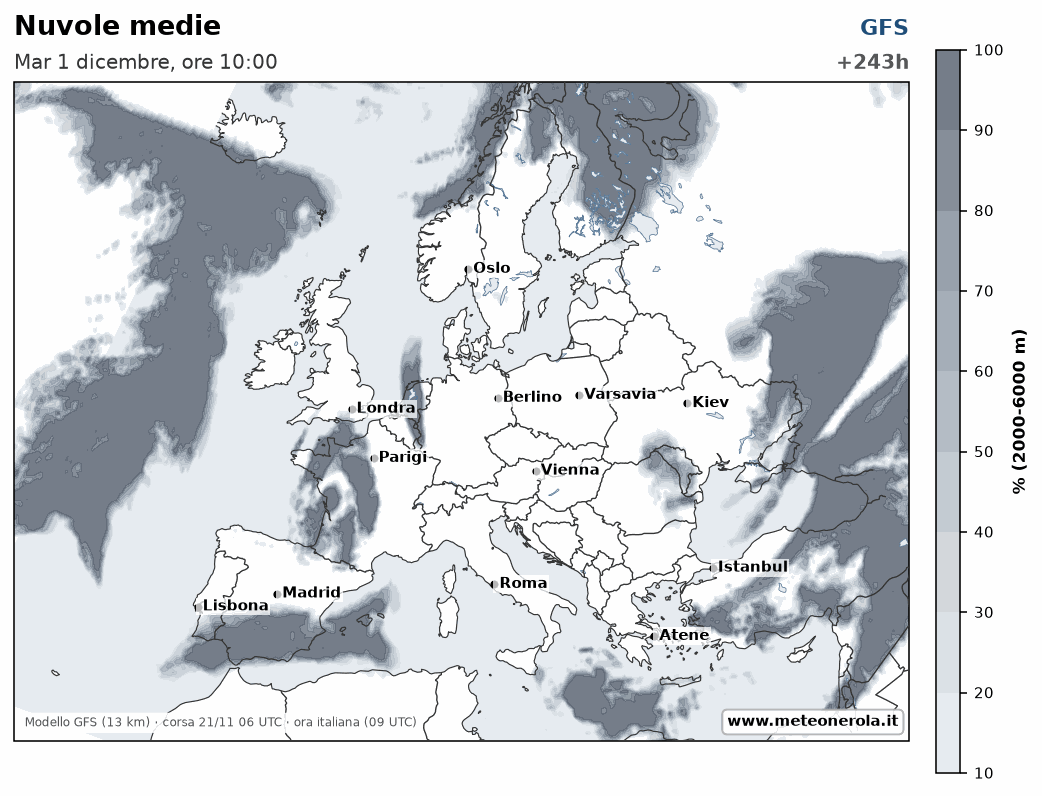 Nuvole medie
GFS
Mar 1 dicembre, ore 10:00
+243h
Oslo
Londra
Berlino
Varsavia
Kiev
Parigi
Vienna
Istanbul
Roma
Madrid
Lisbona
Atene
Modello GFS (13 km) · corsa 21/11 06 UTC · ora italiana (09 UTC)
www.meteonerola.it
100
90
80
70
60
50
40
30
20
10
% (2000-6000 m)